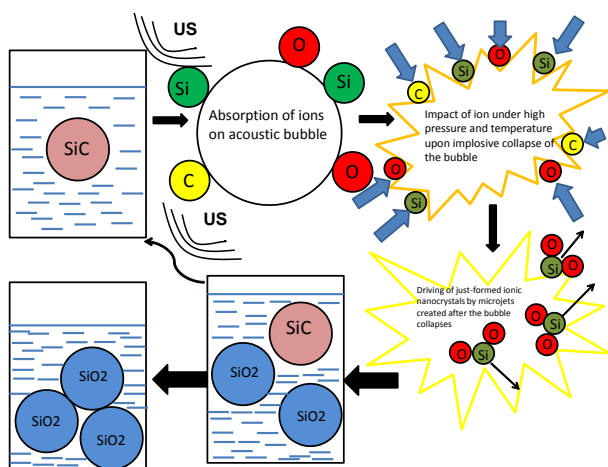 US
SiC
Si
O
Si
C
O
Absorption of ions
on acoustic bubble
US
C
Si
O
Si
C
O
O
Si
Impact of ion under high
pressure and temperature
upon implosive collapse of
the bubble
Driving of just-formed ionic
nanocrystals by microjets
created after the bubble
collapses
O
O
Si
O
Si
O
O
O
Si
SiC
SiO2
SiO2
SiO2
SiO2
SiO2